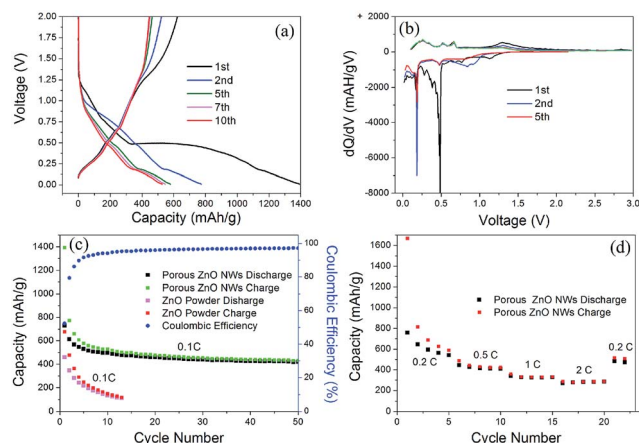 (a)
Voltage (V)
2.00
1.75
1.50
1.25
1.00
0.75
0.50
0.25
0.00
1st
2nd
5th
7th
10th
0 200 400 600 800 1000 1200 1400
Capacity (mAh/g)
(b)
dQ/dV (mAH/gV)
+
4000
2000
0
-2000
-4000
-6000
-8000
1st
2nd
5th
0.0 0.5 1.0 1.5 2.0 2.5 3.0
Voltage (V)
(c)
Capacity (mAh/g)
1400
1200
1000
800
600
400
200
0
Porous ZnO NWs Discharge
Porous ZnO NWs Charge
ZnO Powder Disharge
ZnO Powder Charge
Coulombic Efficiency
0.1C
0.1C
100
80
60
40
20
0
Coulombic Efficiency (%)
0 10 20 30 40 50
Cycle Number
(d)
Capacity (mAh/g)
1600
1400
1200
1000
800
600
400
200
0
Porous ZnO NWs Discharge
Porous ZnO NWs Charge
0.2 C
0.5 C
1 C
2 C
0.2 C
0 5 10 15 20
Cycle Number